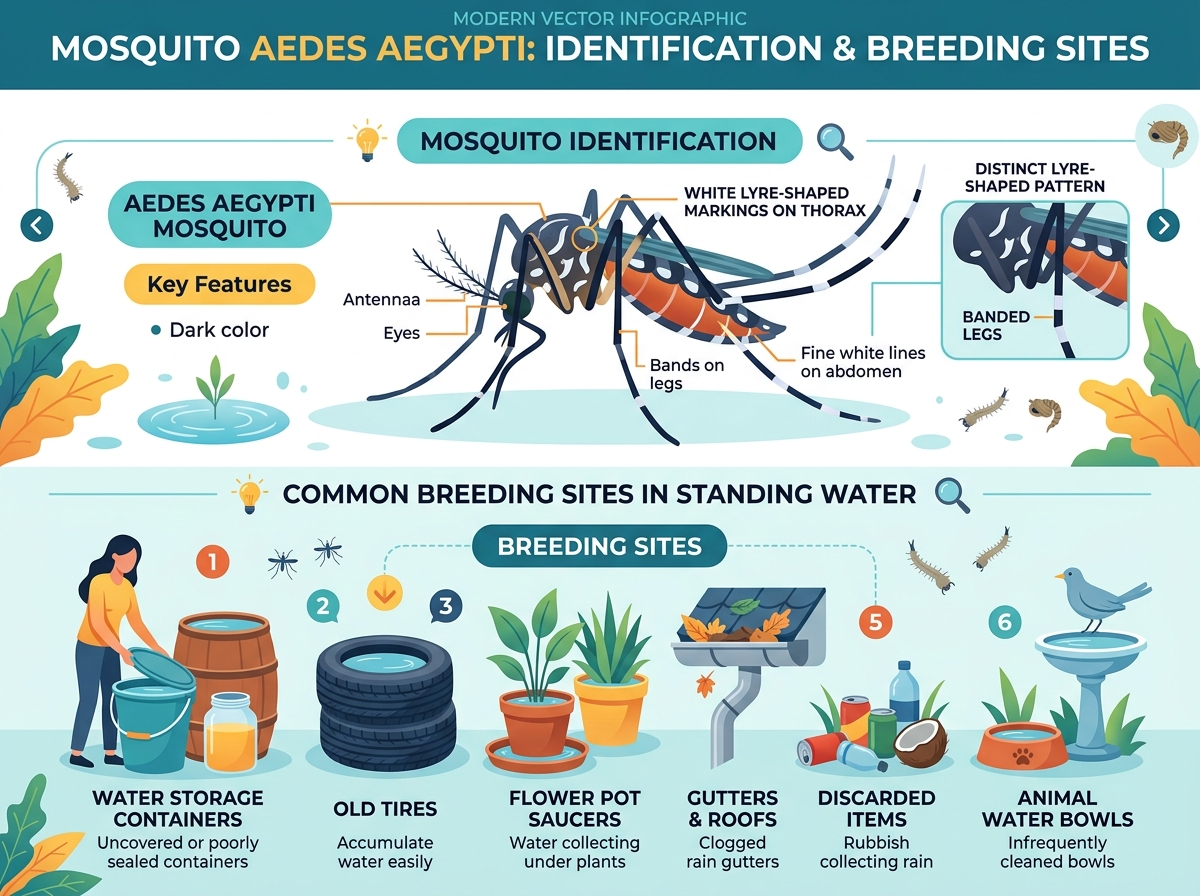 MODERN VECTOR INFOGRAPHIC
MOSQUITO AEDES AEGYPTI: IDENTIFICATION & BREEDING SITES
MOSQUITO IDENTIFICATION
AEDES AEGYPTI
MOSQUITO
Key Features
• Dark color
Antennaa
Eyes
WHITE LYRE-SHAPED
MARKINGS ON THORAX
Bands on
legs
Fine white lines
on abdomen
DISTINCT LYRE-
SHAPED PATTERN
BANDED
LEGS
COMMON BREEDING SITES IN STANDING WATER
BREEDING SITES
1
2
3
5
6
WATER STORAGE
CONTAINERS
Uncovered or poorly
sealed containers
OLD TIRES
Accumulate
water easily
FLOWER POT
SAUCERS
Water collecting
under plants
GUTTERS
& ROOFS
Clogged
rain gutters
DISCARDED
ITEMS
Rubbish
collecting rain
ANIMAL
WATER BOWLS
Infrequently
cleaned bowls